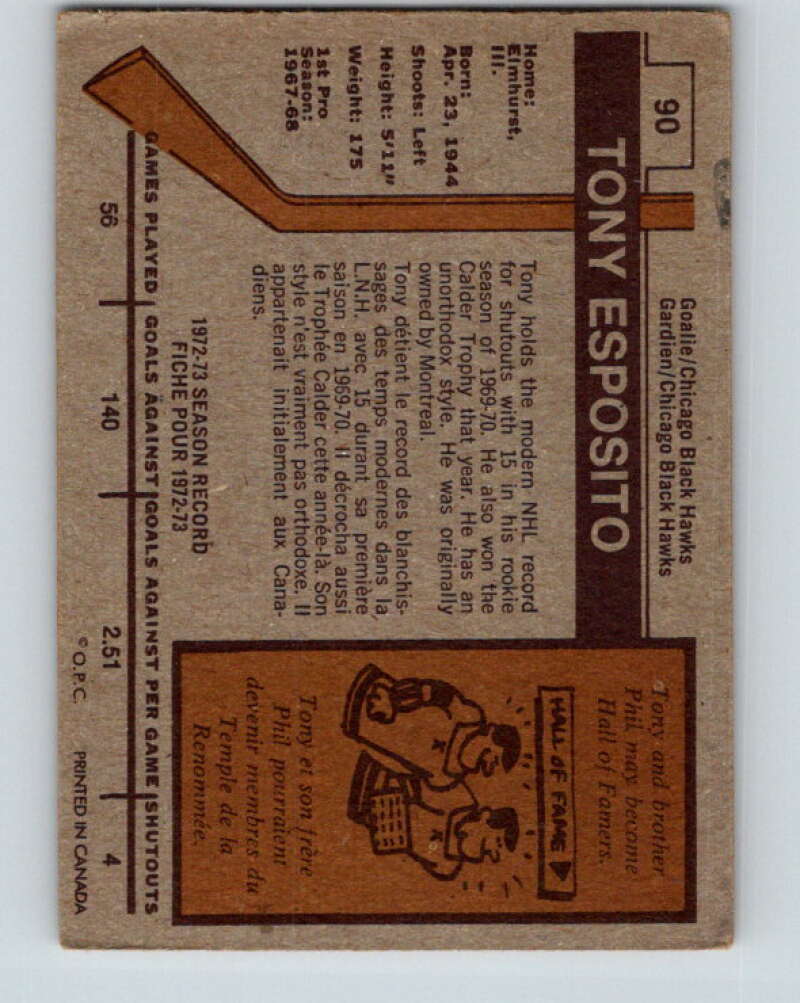 90
Goalie/Chicago Black Hawks
Gardien/Chicago Black Hawks
TONY ESPOSITO
Home:
Elmhurst,
Ill.
Born:
Apr. 23, 1944
Shoots: Left
Height: 5'11"
Weight: 175
1st Pro
Season:
1967-68
Tony holds the modern NHL record
for shutouts with 15 in his rookie
season of 1969-70. He also won the
Calder Trophy that year. He has an
unorthodox style. He was originally
owned by Montreal.
Tony détient le record des blanchis-
sages des temps modernes dans la
L.N.H. avec 15 durant sa première
saison en 1969-70. Il décrocha aussi
le Trophée Calder cette année-là. Son
style n'est vraiment pas orthodoxe. Il
appartenait initialement aux Cana-
diens.
Tony and brother
Phil may become
Hall of Famers.
HALL OF FAME
Tony et son frère
Phil pourraient
devenir membres du
Temple de la
Renommée.
1972-73 SEASON RECORD
FICHE POUR 1972-73
GAMES PLAYED GOALS AGAINST GOALS AGAINST PER GAME SHUTOUTS
56 140 2.51 4
© O.P.C. PRINTED IN CANADA